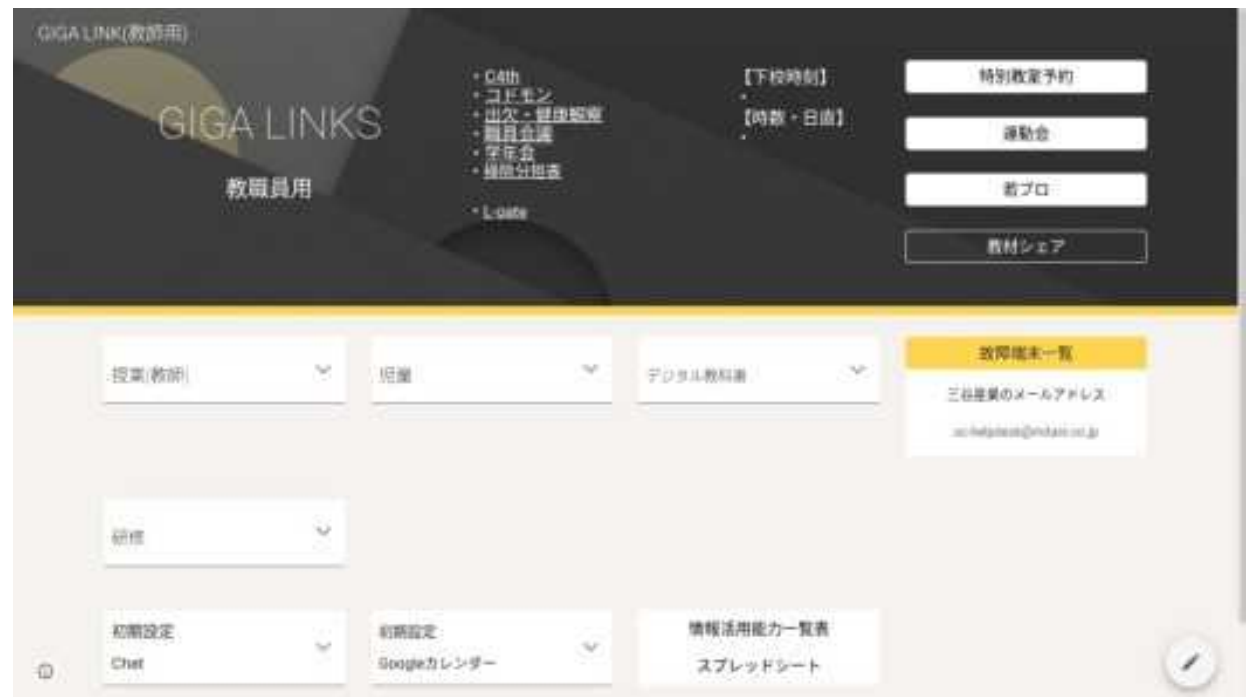 GIGA LINK(教師用)
GIGA LINKS
教職員用
・C4th
・コドモン
・出欠・健康観察
・職員会議
・学年会
・L-gate
【下校時刻】
・
【時数・日直】
・
特別教室予約
運動会
若プロ
教材シェア
授業(教師)
児童
デジタル教科書
故障端末一覧
三谷産業のメールアドレス
研修
初期設定
Chat
初期設定
Googleカレンダー
情報活用能力一覧表
スプレッドシート